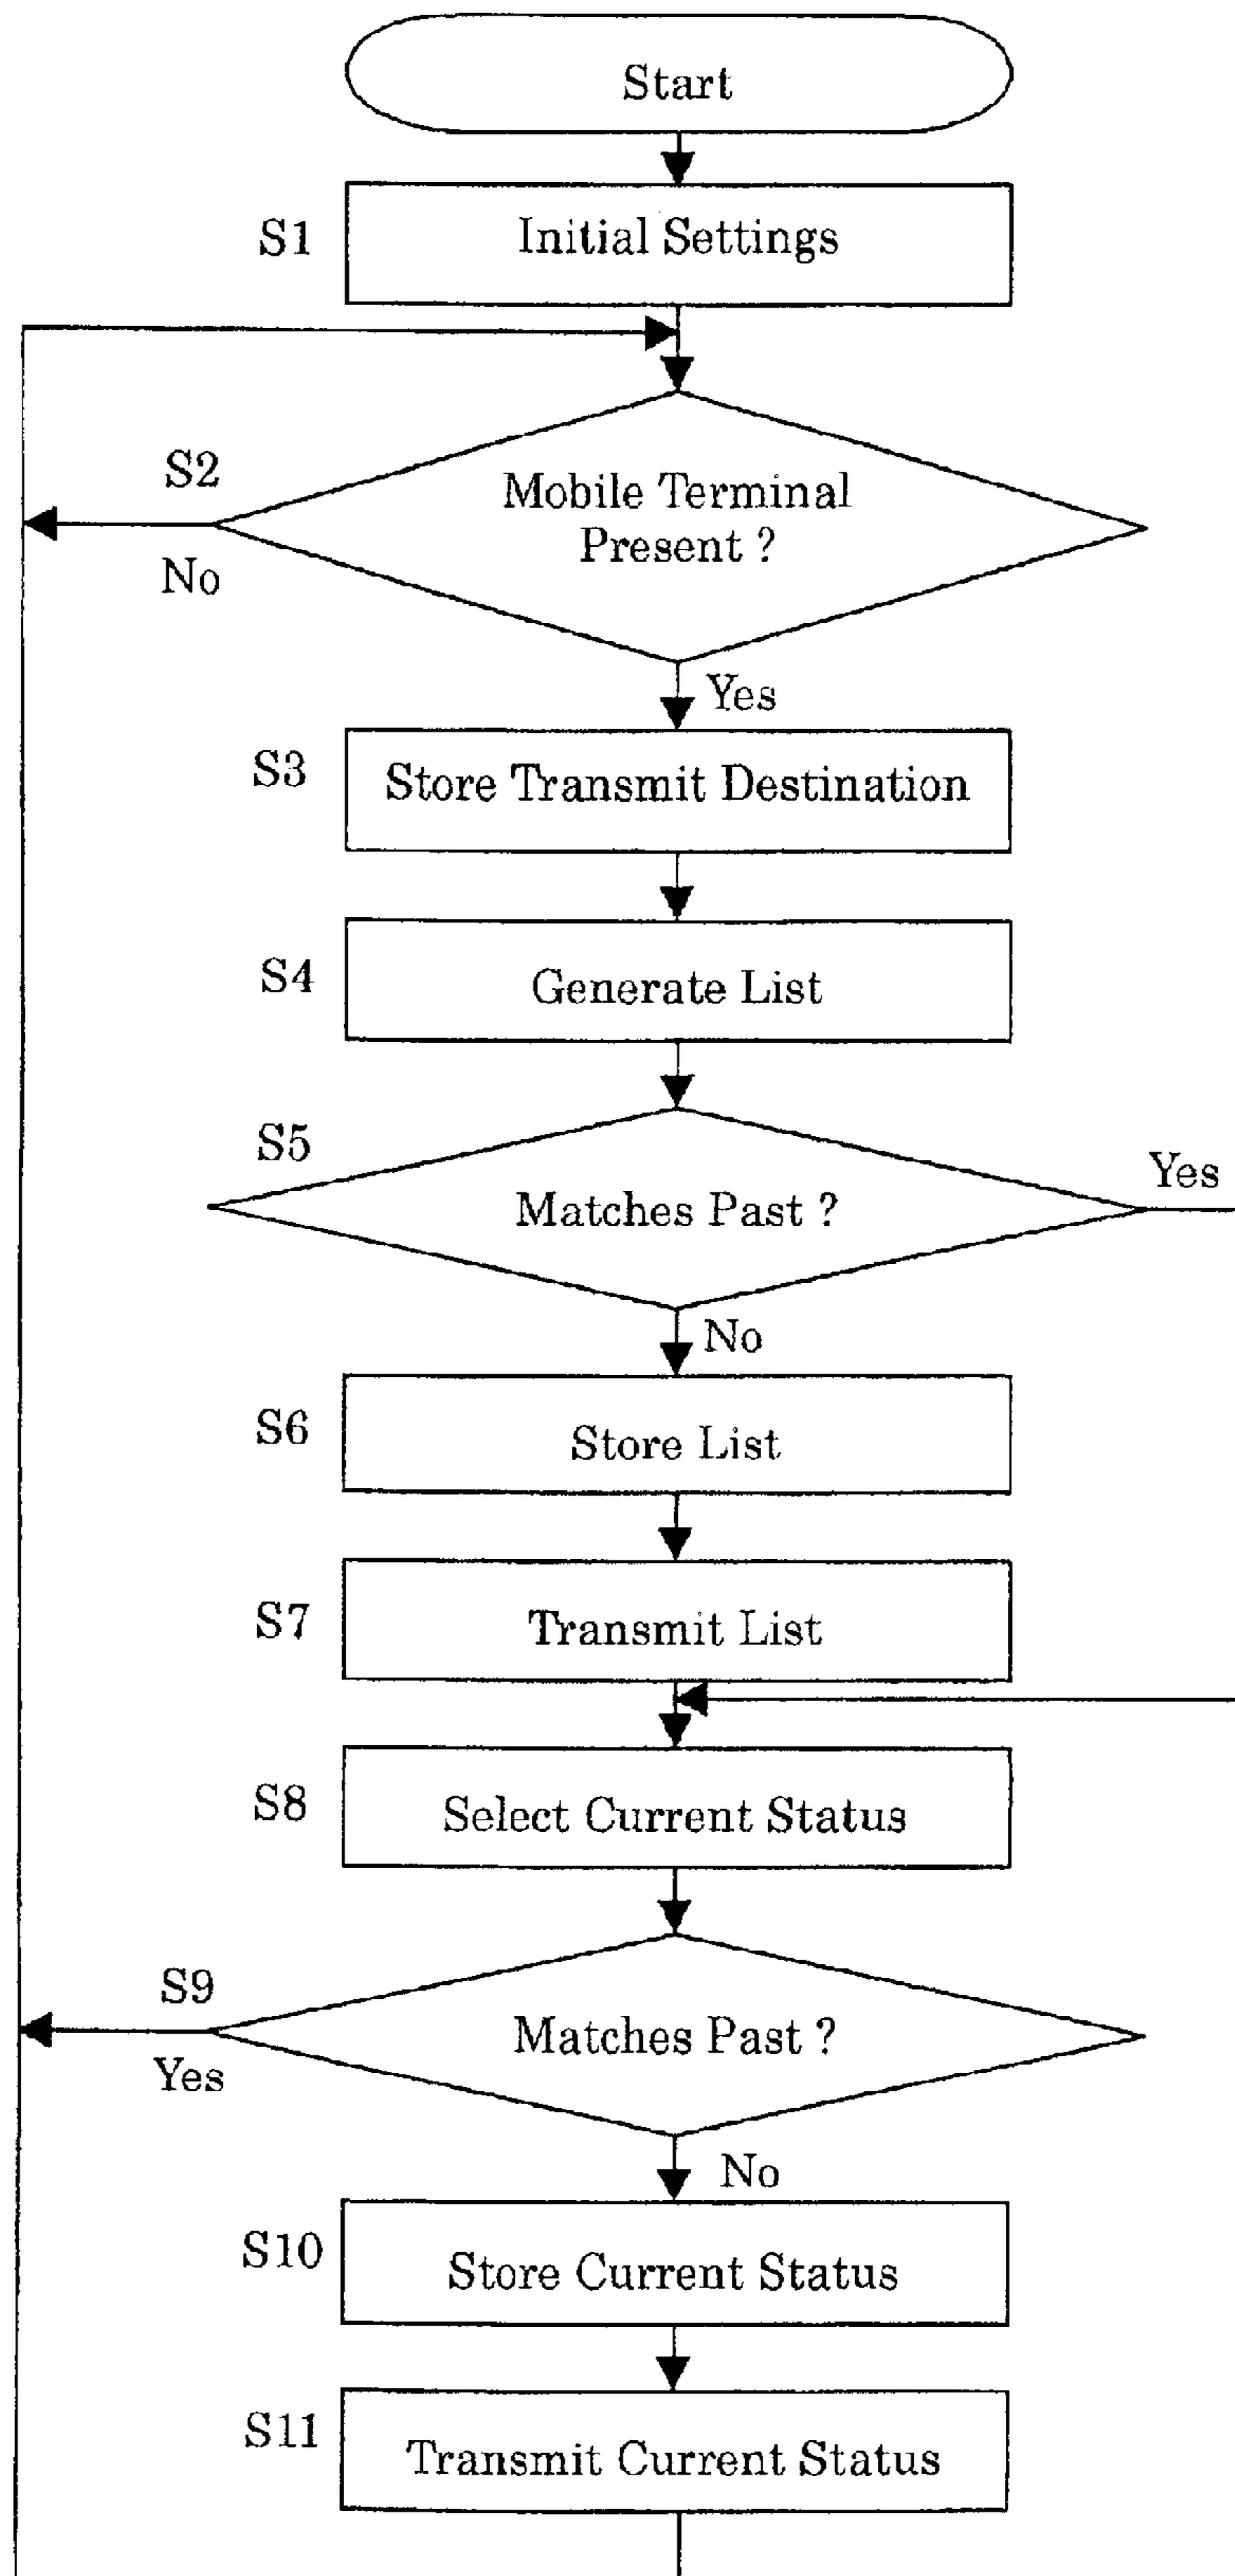 Start
S1
Initial Settings
S2
Mobile Terminal
Present ?
No
Yes
S3
Store Transmit Destination
S4
Generate List
S5
Matches Past ?
Yes
No
S6
Store List
S7
Transmit List
S8
Select Current Status
S9
Matches Past ?
Yes
No
S10
Store Current Status
S11
Transmit Current Status